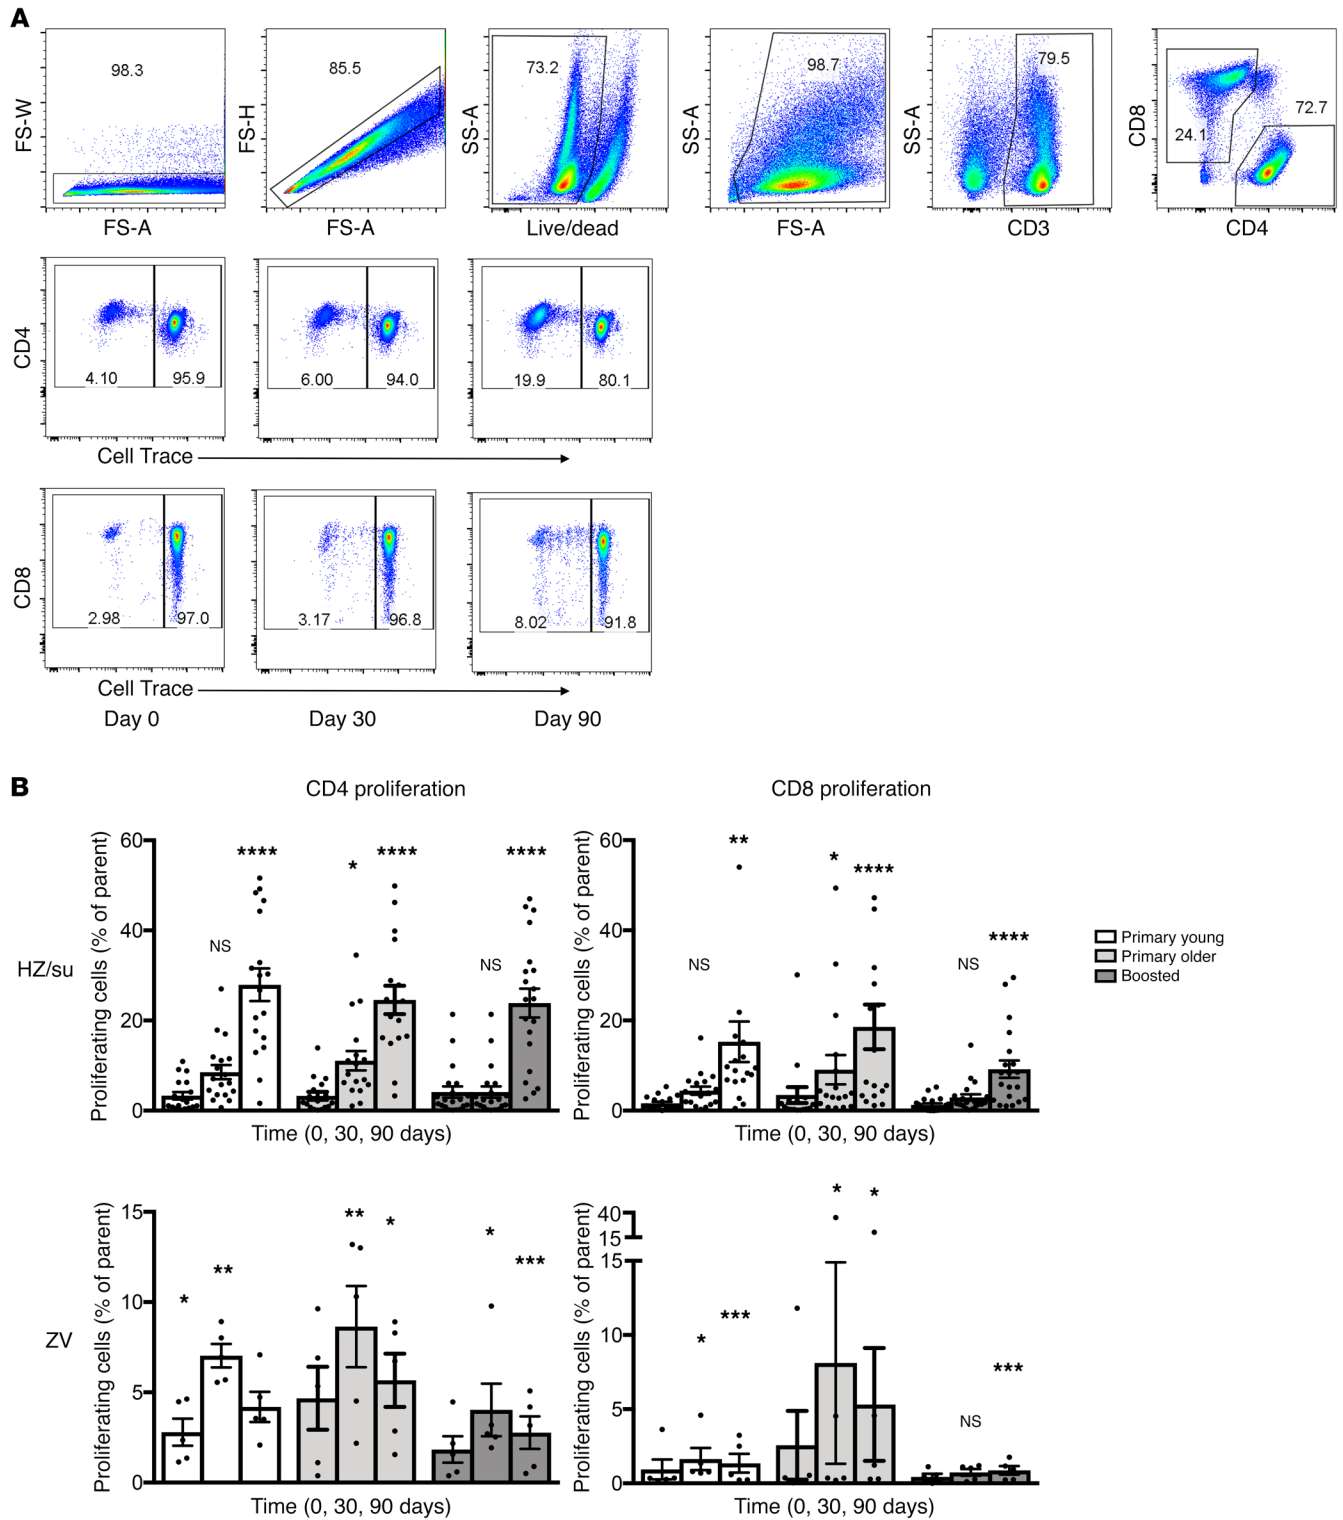 A
98.3
FS-W
FS-A
85.5
FS-H
FS-A
73.2
SS-A
Live/dead
98.7
SS-A
FS-A
79.5
SS-A
CD3
24.1
72.7
CD8
CD4
CD4
4.10
95.9
6.00
94.0
19.9
80.1
Cell Trace
CD8
2.98
97.0
3.17
96.8
8.02
91.8
Cell Trace
Day 0
Day 30
Day 90
B
CD4 proliferation
CD8 proliferation
HZ/su
Proliferating cells (% of parent)
60
40
20
0
NS
****
*
****
NS
****
Time (0, 30, 90 days)
Proliferating cells (% of parent)
60
40
20
0
NS
**
*
****
NS
****
Time (0, 30, 90 days)
Primary young
Primary older
Boosted
ZV
Proliferating cells (% of parent)
15
10
5
0
*
**
**
*
*
***
Time (0, 30, 90 days)
Proliferating cells (% of parent)
40
15
15
10
5
0
*
***
*
*
NS
***
Time (0, 30, 90 days)